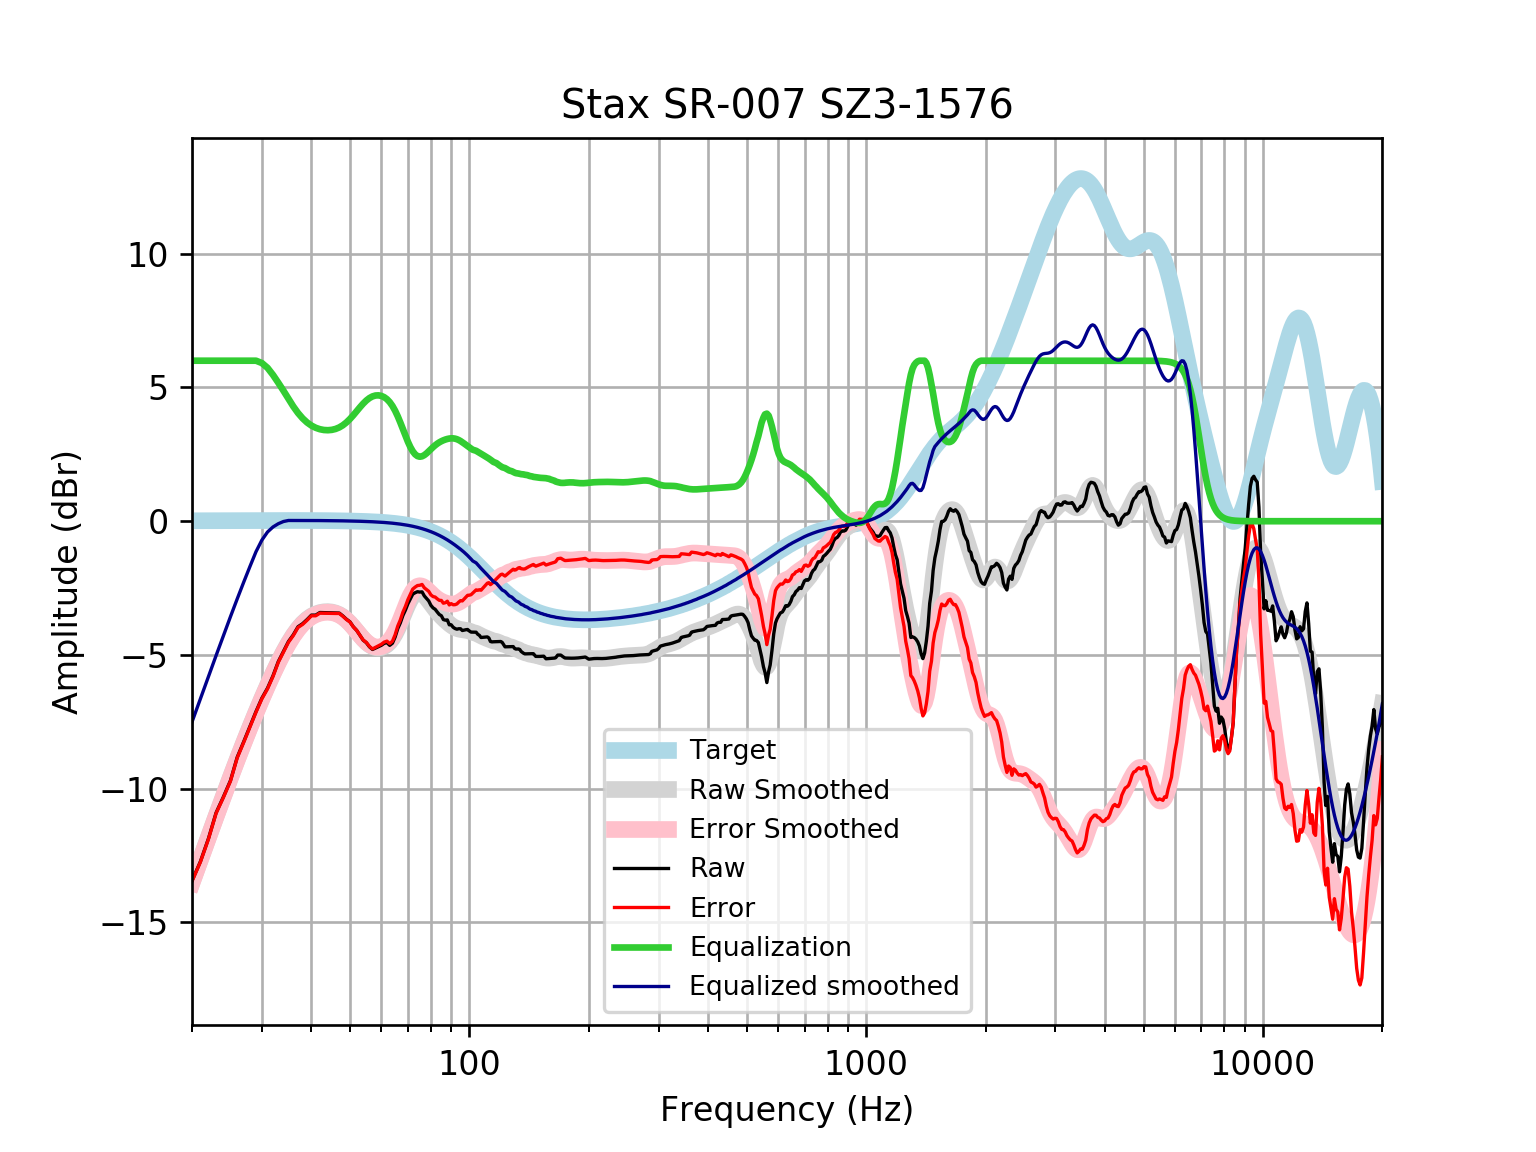 Stax SR-007 SZ3-1576
Amplitude (dBr)
10
5
0
−5
−10
−15
Target
Raw Smoothed
Error Smoothed
Raw
Error
Equalization
Equalized smoothed
100 1000 10000
Frequency (Hz)